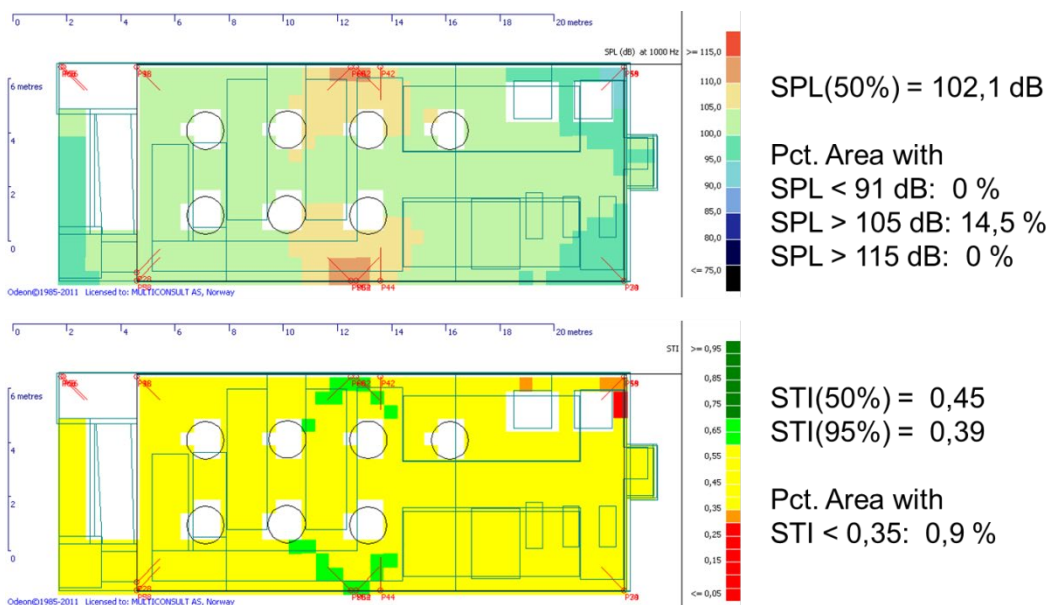 0 2 4 6 8 10 12 14 16 18 20 metres
SPL (dB) at 1000 Hz
>= 115,0
110,0
105,0
100,0
95,0
90,0
85,0
80,0
<= 75,0
6 metres
4
2
0
P42
P44
Odeon©1985-2011 Licensed to: MULTICONSULT AS, Norway
SPL(50%) = 102,1 dB
Pct. Area with
SPL < 91 dB: 0 %
SPL > 105 dB: 14,5 %
SPL > 115 dB: 0 %
0 2 4 6 8 10 12 14 16 18 20 metres
STI
>= 0,95
0,85
0,75
0,65
0,55
0,45
0,35
0,25
0,15
<= 0,05
6 metres
4
2
0
P42
P44
Odeon©1985-2011 Licensed to: MULTICONSULT AS, Norway
STI(50%) = 0,45
STI(95%) = 0,39
Pct. Area with
STI < 0,35: 0,9 %